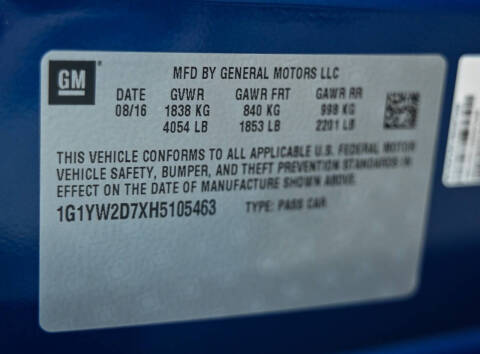 GM
MFD BY GENERAL MOTORS LLC
DATE GVWR GAWR FRT GAWR RR
08/16 1838 KG 840 KG 998 KG
4054 LB 1853 LB 2201 LB
THIS VEHICLE CONFORMS TO ALL APPLICABLE U.S. FEDERAL MOTOR
VEHICLE SAFETY, BUMPER, AND THEFT PREVENTION STANDARDS IN
EFFECT ON THE DATE OF MANUFACTURE SHOWN ABOVE.
1G1YW2D7XH5105463 TYPE: PASS CAR